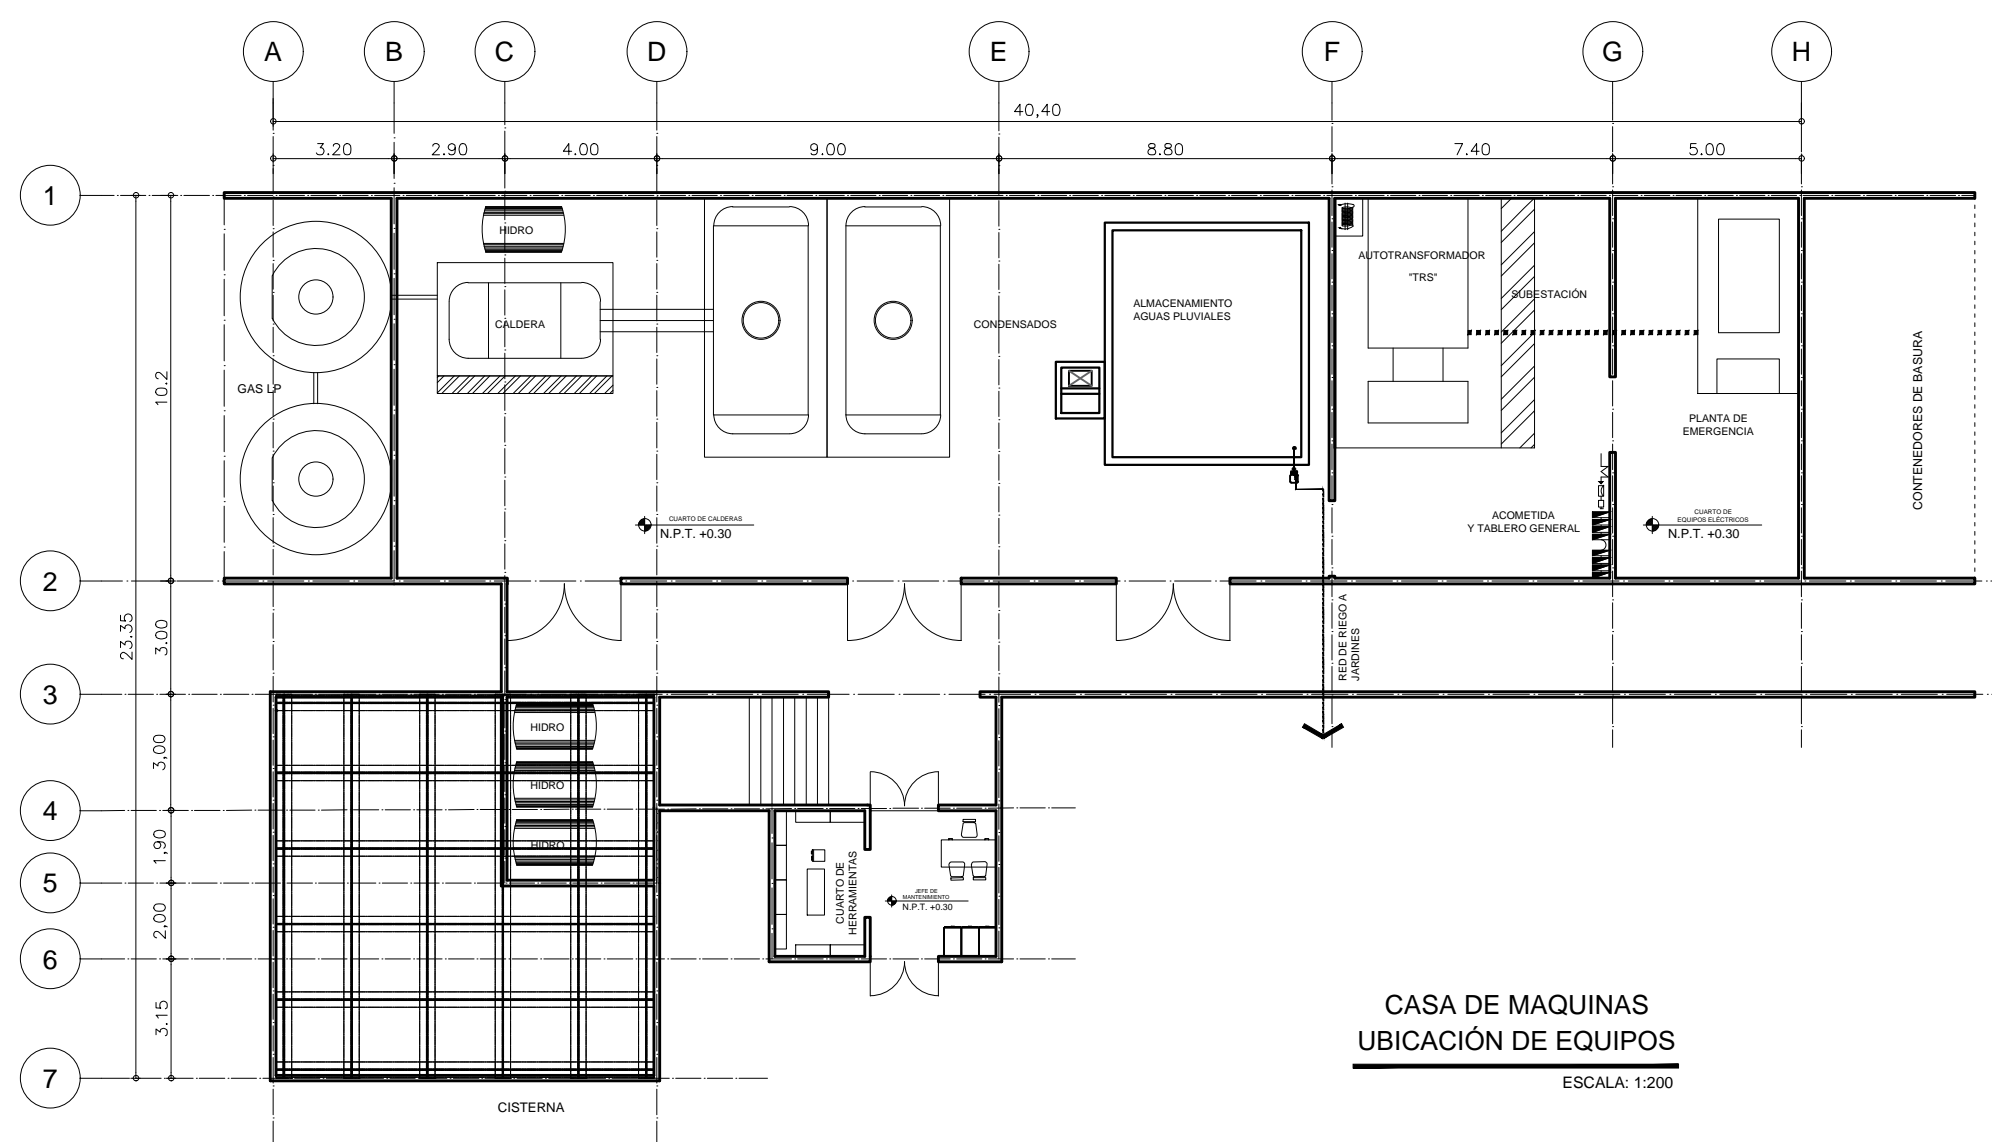 A B C D E F G H
40,40
3.20 2.90 4.00 9.00 8.80 7.40 5.00
1
2
3
4
5
6
7
23.35
10.2
3.00
3,00
1,90
2,00
3.15
HIDRO
CALDERA
GAS LP
CONDENSADOS
ALMACENAMIENTO
AGUAS PLUVIALES
AUTOTRANSFORMADOR
"TRS"
SUBESTACIÓN
PLANTA DE
EMERGENCIA
CONTENEDORES DE BASURA
CUARTO DE CALDERAS
N.P.T. +0.30
ACOMETIDA
Y TABLERO GENERAL
CUARTO DE
EQUIPOS ELÉCTRICOS
N.P.T. +0.30
RED DE RIEGO A
JARDINES
HIDRO
HIDRO
HIDRO
CUARTO DE
HERRAMIENTAS
JEFE DE
MANTENIMIENTO
N.P.T. +0.30
CISTERNA
CASA DE MAQUINAS
UBICACIÓN DE EQUIPOS
ESCALA: 1:200